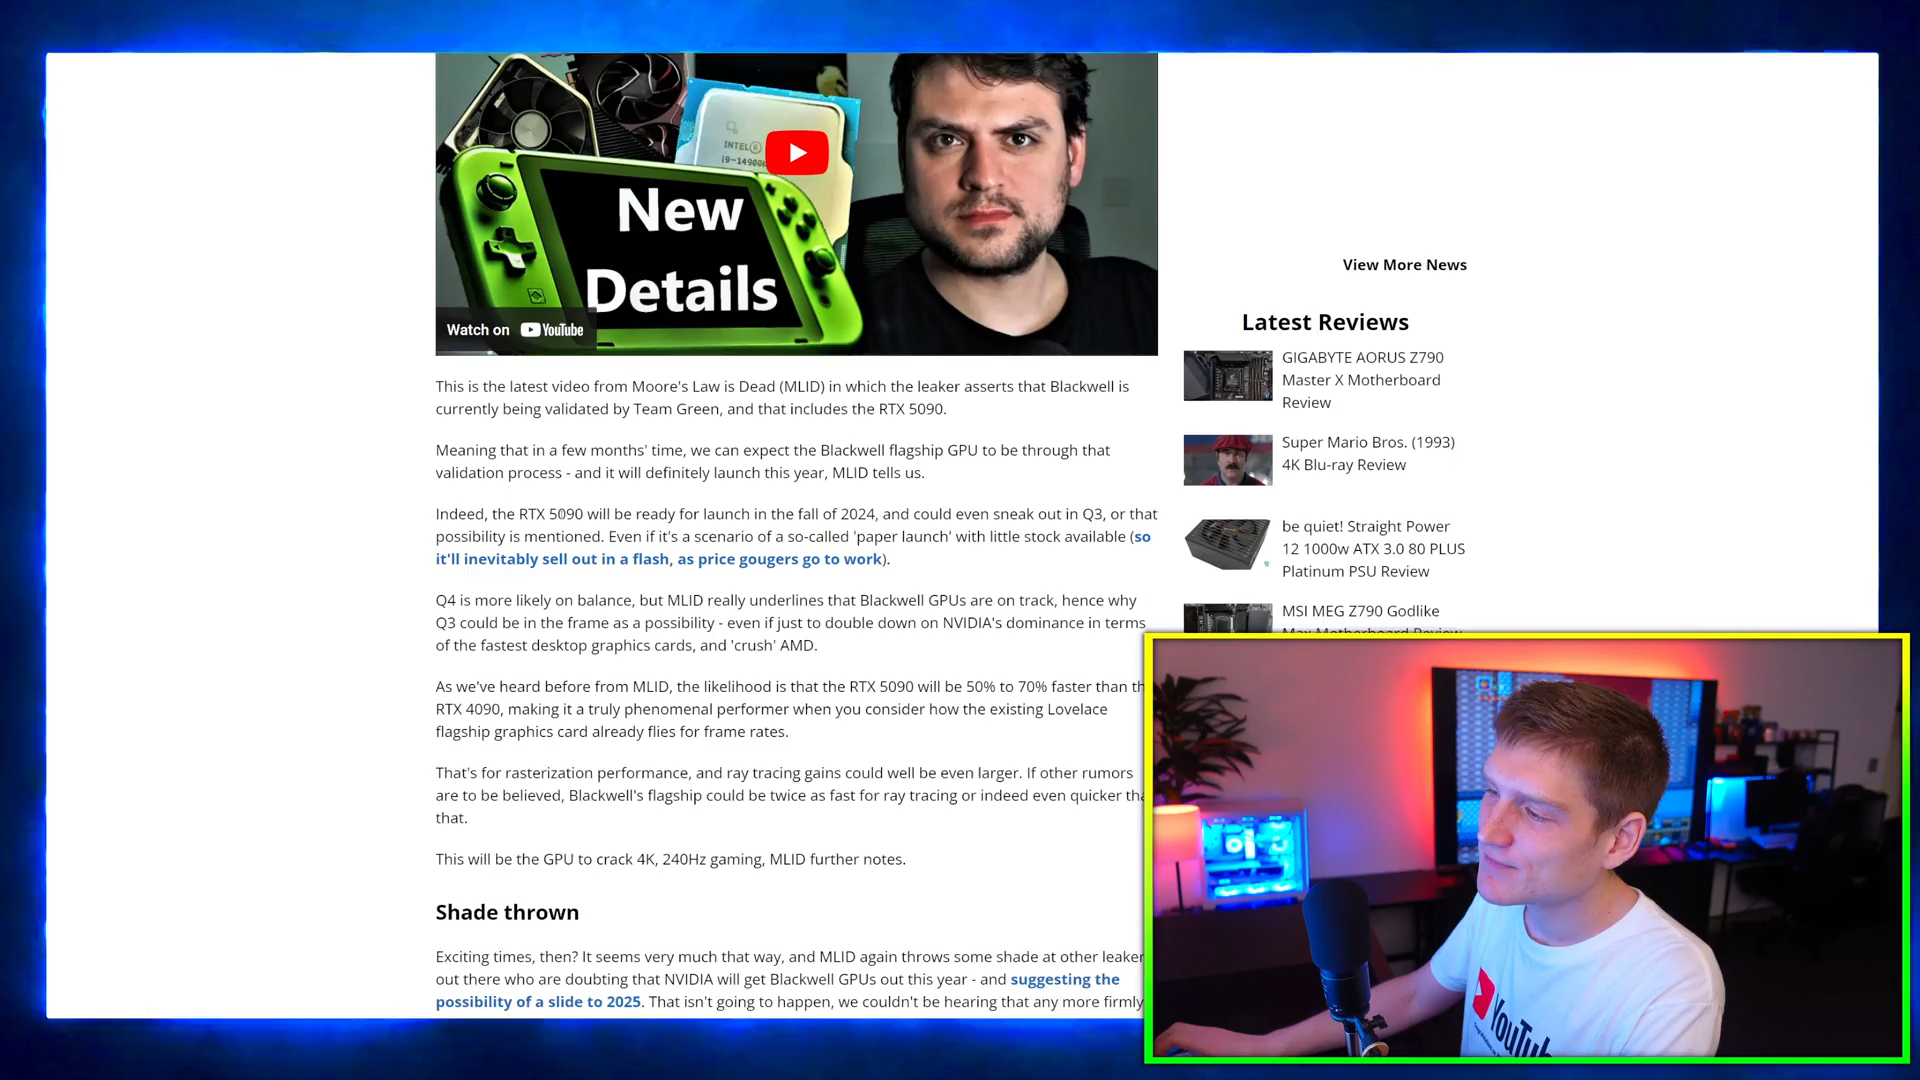 INTEL®
i9-14900K
New
Details
Watch on YouTube
This is the latest video from Moore's Law is Dead (MLID) in which the leaker asserts that Blackwell is
currently being validated by Team Green, and that includes the RTX 5090.
Meaning that in a few months' time, we can expect the Blackwell flagship GPU to be through that
validation process - and it will definitely launch this year, MLID tells us.
Indeed, the RTX 5090 will be ready for launch in the fall of 2024, and could even sneak out in Q3, or that
possibility is mentioned. Even if it's a scenario of a so-called 'paper launch' with little stock available (so
it'll inevitably sell out in a flash, as price gougers go to work).
Q4 is more likely on balance, but MLID really underlines that Blackwell GPUs are on track, hence why
Q3 could be in the frame as a possibility - even if just to double down on NVIDIA's dominance in terms
of the fastest desktop graphics cards, and 'crush' AMD.
As we've heard before from MLID, the likelihood is that the RTX 5090 will be 50% to 70% faster than th
RTX 4090, making it a truly phenomenal performer when you consider how the existing Lovelace
flagship graphics card already flies for frame rates.
That's for rasterization performance, and ray tracing gains could well be even larger. If other rumors
are to be believed, Blackwell's flagship could be twice as fast for ray tracing or indeed even quicker tha
that.
This will be the GPU to crack 4K, 240Hz gaming, MLID further notes.
Shade thrown
Exciting times, then? It seems very much that way, and MLID again throws some shade at other leaker
out there who are doubting that NVIDIA will get Blackwell GPUs out this year - and suggesting the
possibility of a slide to 2025. That isn't going to happen, we couldn't be hearing that any more firmly
View More News
Latest Reviews
GIGABYTE AORUS Z790
Master X Motherboard
Review
Super Mario Bros. (1993)
4K Blu-ray Review
be quiet! Straight Power
12 1000w ATX 3.0 80 PLUS
Platinum PSU Review
MSI MEG Z790 Godlike
Max Motherboard Review
YouTub